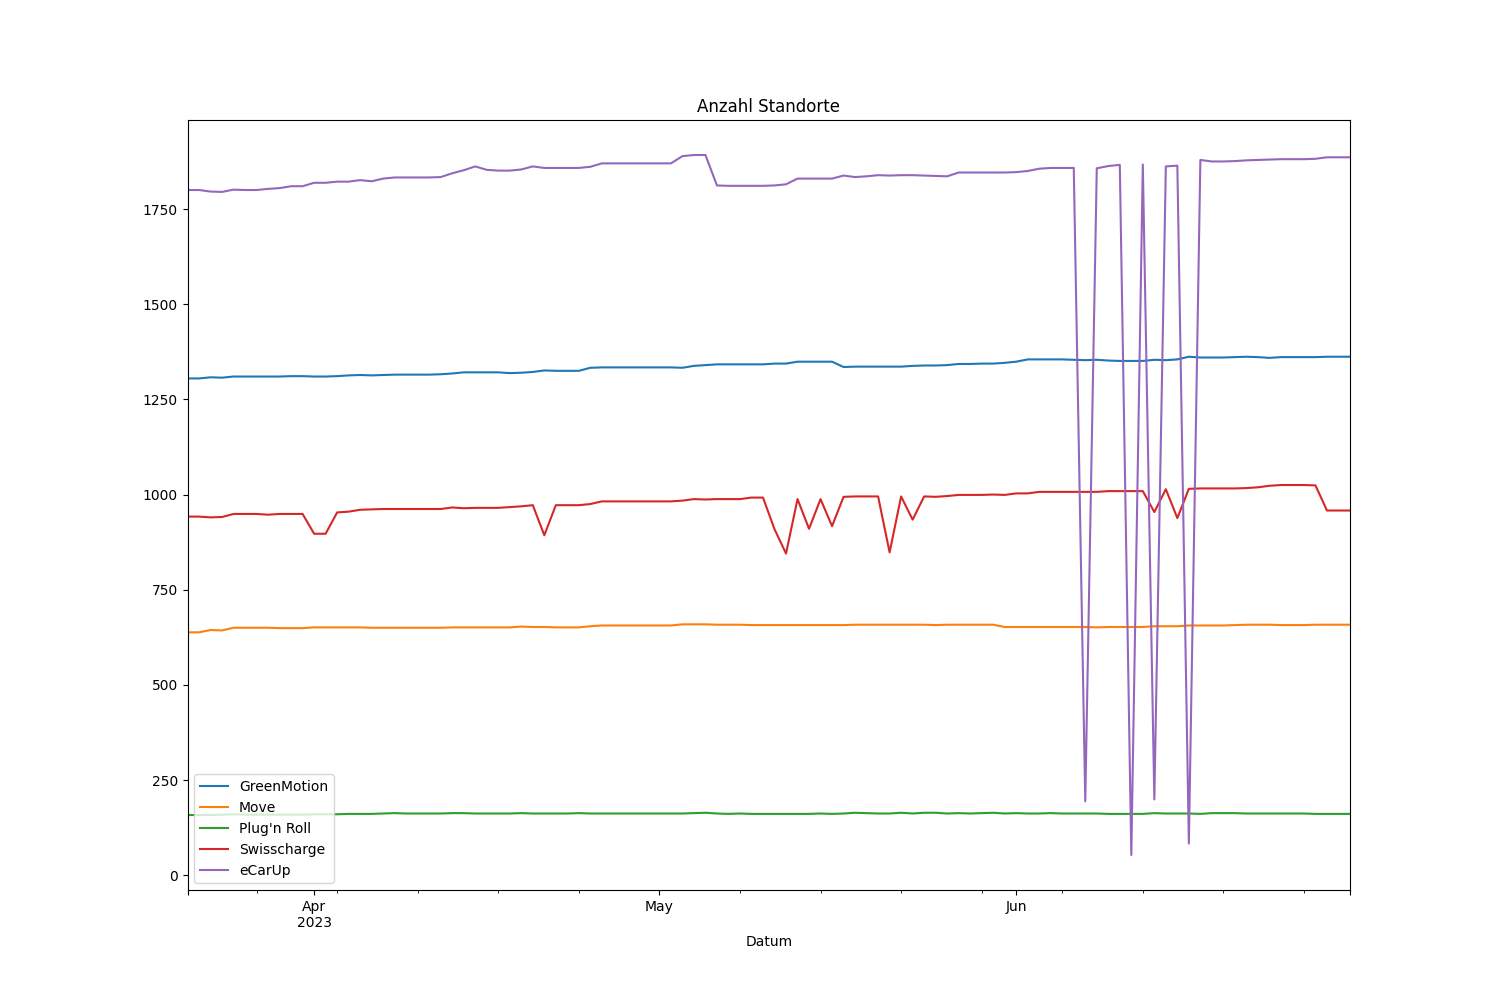 Anzahl Standorte
1750
1500
1250
1000
750
500
250
0
GreenMotion
Move
Plug'n Roll
Swisscharge
eCarUp
Apr
2023
May
Jun
Datum